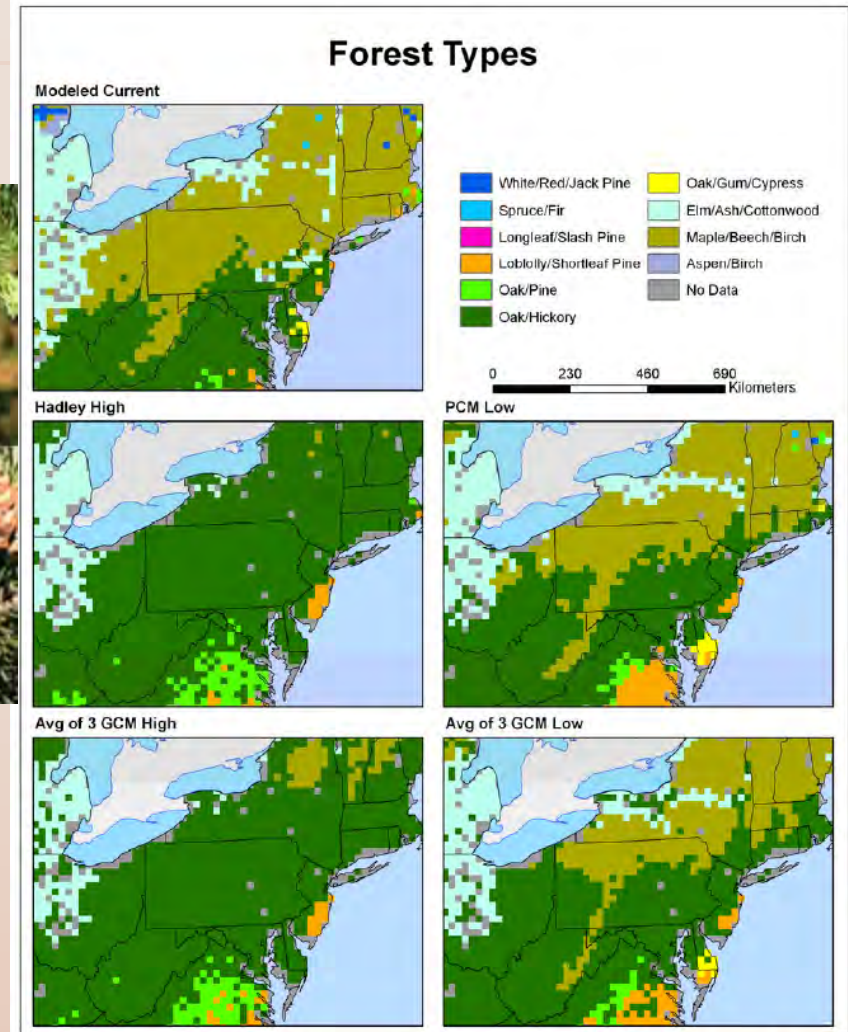 Forest Types
Modeled Current
White/Red/Jack Pine
Spruce/Fir
Longleaf/Slash Pine
Loblolly/Shortleaf Pine
Oak/Pine
Oak/Hickory
Oak/Gum/Cypress
Elm/Ash/Cottonwood
Maple/Beech/Birch
Aspen/Birch
No Data
0 230 460 690
Kilometers
Hadley High
PCM Low
Avg of 3 GCM High
Avg of 3 GCM Low